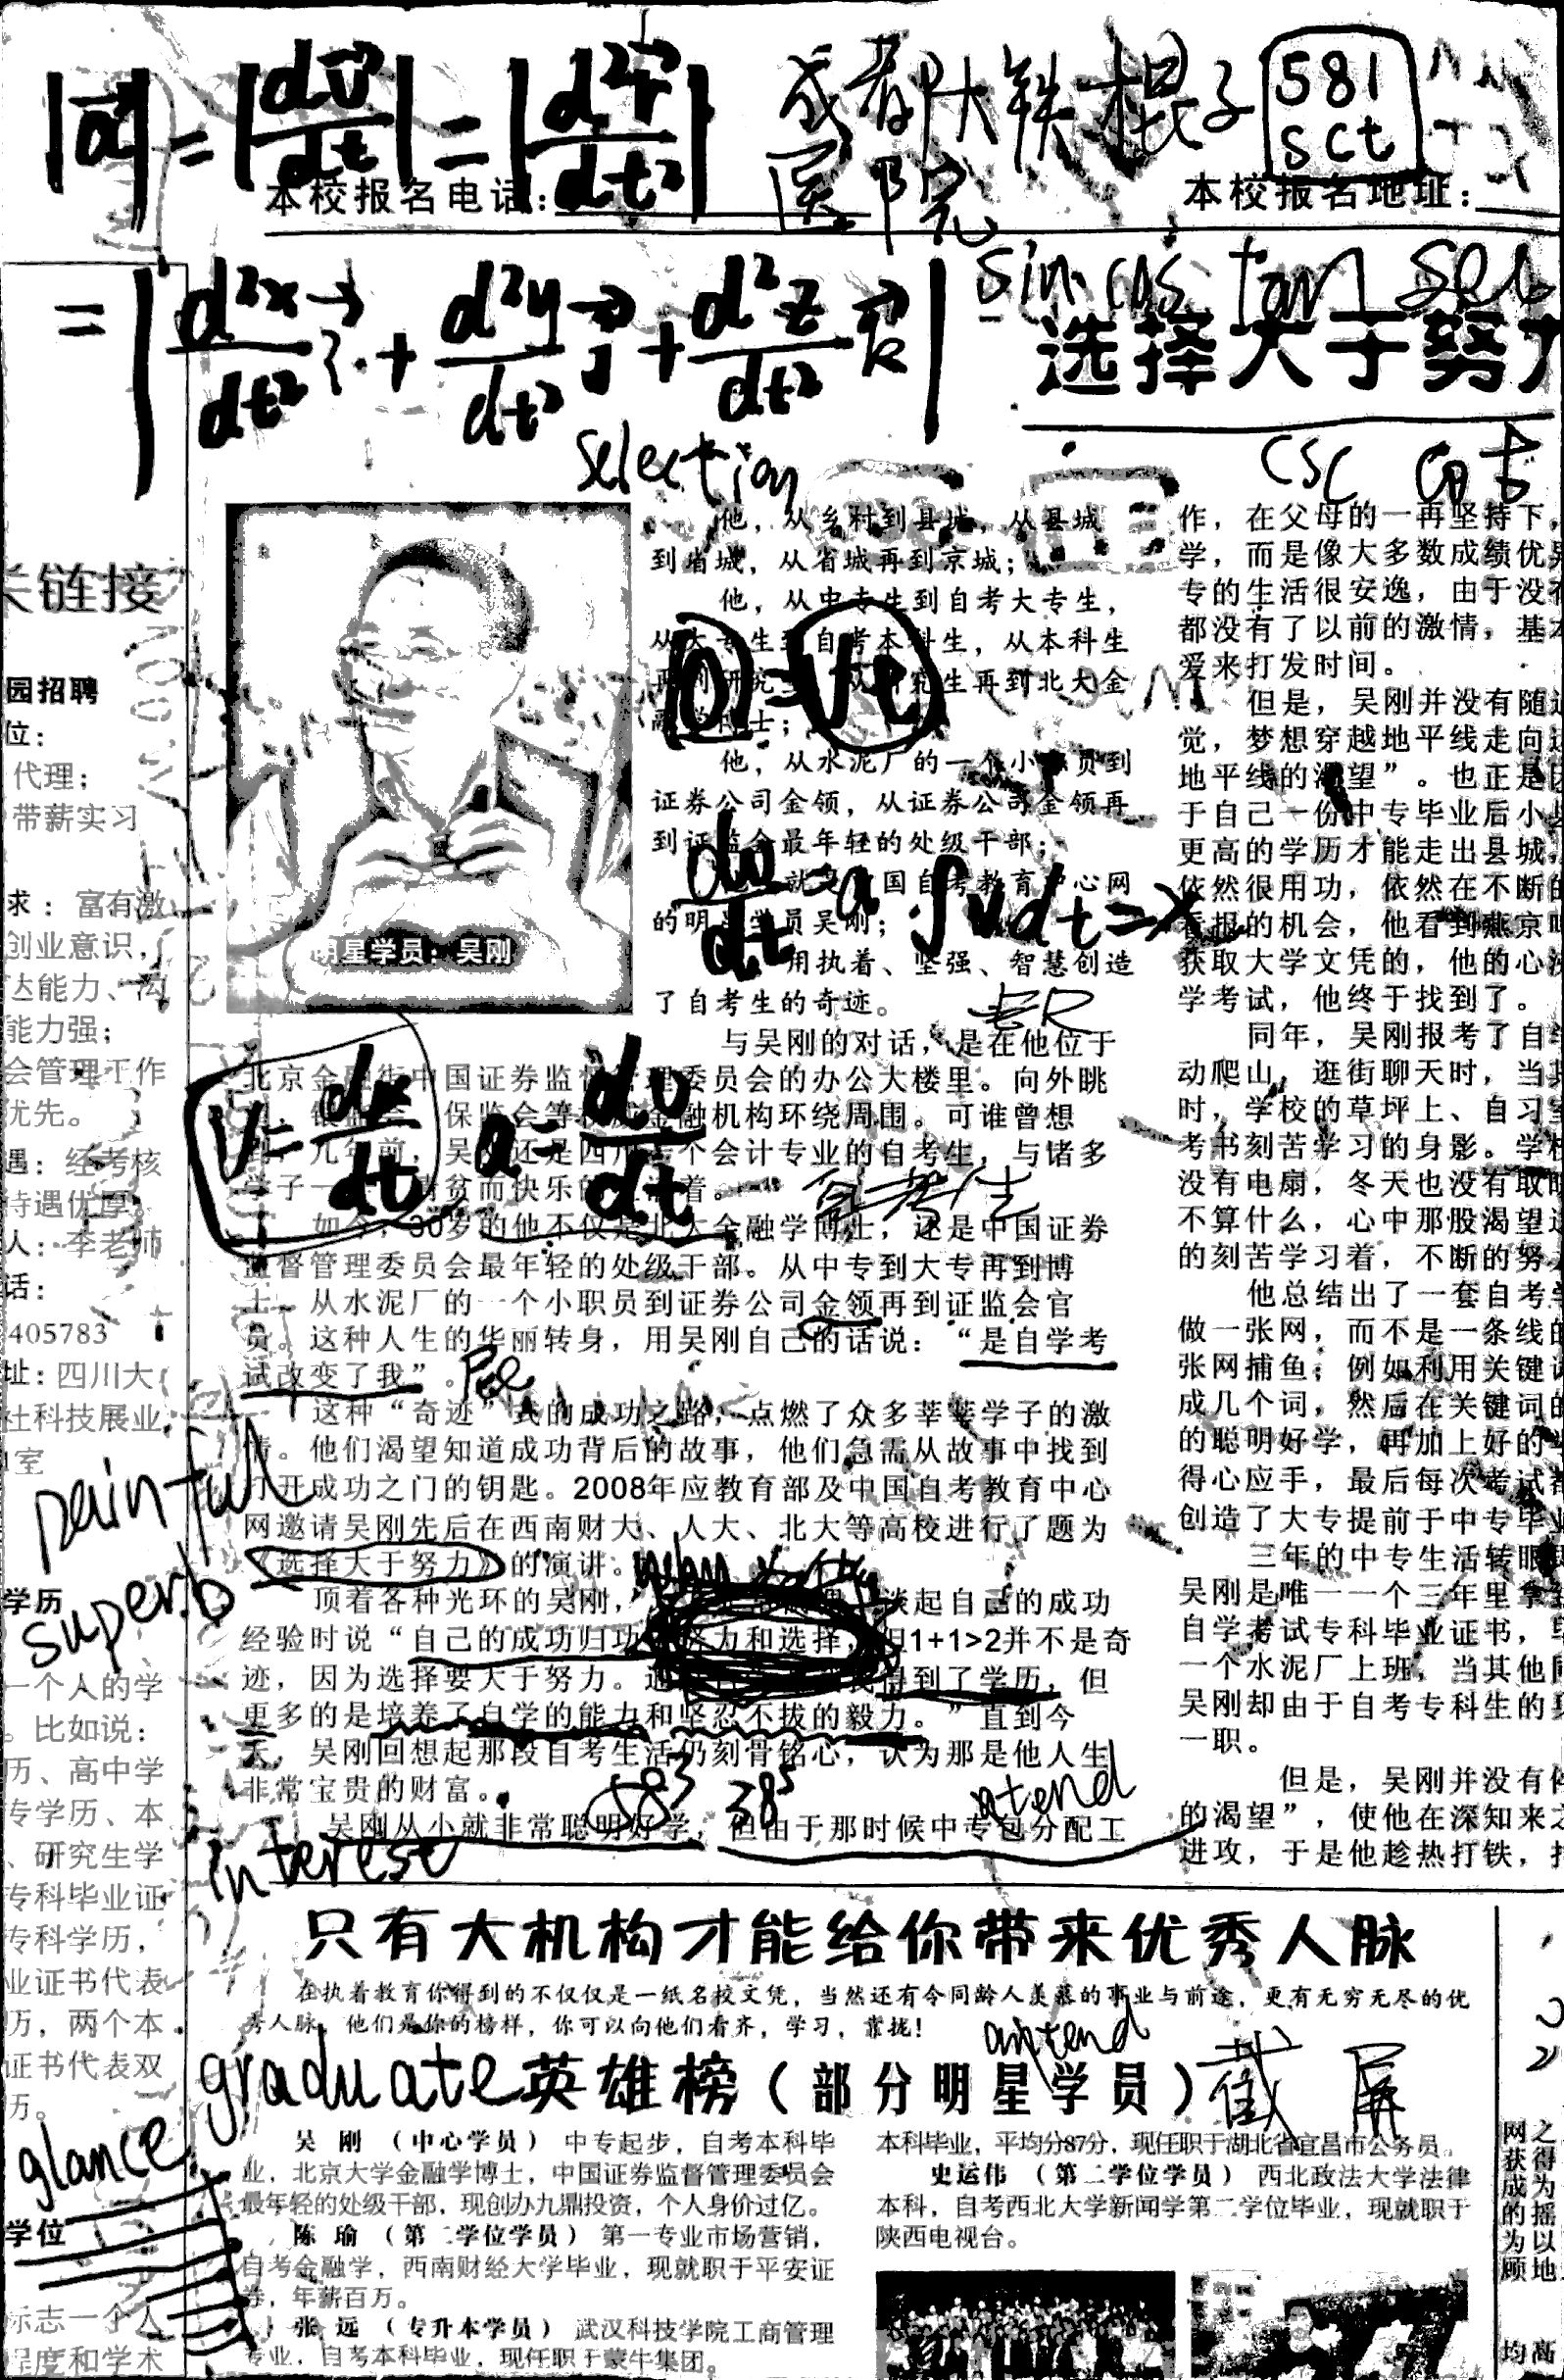 |a⃗| = |dv⃗/dt| = |d²r⃗/dt²|
成都大铁棍子
医院
581
sct
本校报名电话:
本校报名地址:
= |d²x/dt² i⃗ + d²y/dt² j⃗ + d²z/dt² k⃗|
sin cos tan sec
选择大于努力
selection
csc cot
长链接
园招聘
位:
代理;
带薪实习
求: 富有激
创业意识,
达能力、沟
能力强;
会管理工作
优先。
遇: 经考核
待遇优厚。
人: 李老师
话:
405783
址: 四川大
社科技展业
室
painful
superb
学历
一个人的学
。比如说:
历、高中学
专学历、本
、研究生学
专科毕业证
专科学历,
业证书代表
历, 两个本
证书代表双
历。
glance
学位
标志一个人
程度和学术
明星学员: 吴刚
他, 从乡村到县城, 从县城
到省城, 从省城再到京城;
他, 从中专生到自考大专生,
从大专生到自考本科生, 从本科生
再到研究生, 从研究生再到北大金
融学博士;
他, 从水泥厂的一个小职员到
证券公司金领, 从证券公司金领再
到证监会最年轻的处级干部;
就是中国自考教育中心网
的明星学员吴刚;
用执着、坚强、智慧创造
了自考生的奇迹。
dv/dt = a ∫vdt = x
与吴刚的对话, 是在他位于
北京金融街中国证券监督管理委员会的办公大楼里。向外眺
保监会等权威金融机构环绕周围。可谁曾想
九年前, 吴刚还是四川一个会计专业的自考生, 与诸多
学子一样清贫而快乐的生活着。
v = dx/dt a = dv/dt
自考生
如今, 30岁的他不仅是北大金融学博士, 还是中国证券
监督管理委员会最年轻的处级干部。从中专到大专再到博
士, 从水泥厂的一个小职员到证券公司金领再到证监会官
员。这种人生的华丽转身, 用吴刚自己的话说: “是自学考
试改变了我”。
这种“奇迹”式的成功之路, 点燃了众多莘莘学子的激
情。他们渴望知道成功背后的故事, 他们急需从故事中找到
打开成功之门的钥匙。2008年应教育部及中国自考教育中心
网邀请吴刚先后在西南财大、人大、北大等高校进行了题为
《选择大于努力》的演讲。
顶着各种光环的吴刚, 谈起自己的成功
经验时说“自己的成功归功努力和选择, 但1+1>2并不是奇
迹, 因为选择要大于努力。得到了学历, 但
更多的是培养了自学的能力和坚忍不拔的毅力。”直到今
天, 吴刚回想起那段自考生活仍刻骨铭心, 认为那是他人生
非常宝贵的财富。
58³ 38⁵ atend
吴刚从小就非常聪明好学, 但由于那时候中专包分配工
interest
作, 在父母的一再坚持下,
学, 而是像大多数成绩优异
专的生活很安逸, 由于没有
都没有了以前的激情, 基本
爱来打发时间。
但是, 吴刚并没有随
觉, 梦想穿越地平线走向
地平线的渴望”。也正是因
于自己一份中专毕业后小
更高的学历才能走出县城,
依然很用功, 依然在不断的
看报的机会, 他看到燕京
获取大学文凭的, 他的心
学考试, 他终于找到了。
同年, 吴刚报考了自学
动爬山, 逛街聊天时, 当其
时, 学校的草坪上、自习室
考书刻苦学习的身影。学校
没有电扇, 冬天也没有取暖
不算什么, 心中那股渴望
的刻苦学习着, 不断的努
他总结出了一套自考学
做一张网, 而不是一条线的
张网捕鱼; 例如利用关键词
成几个词, 然后在关键词的
的聪明好学, 再加上好的学
得心应手, 最后每次考试都
创造了大专提前于中专毕业
三年的中专生活转眼
吴刚是唯一一个三年里拿
自学考试专科毕业证书,
一个水泥厂上班, 当其他同
吴刚却由于自考专科生的
一职。
但是, 吴刚并没有停
的渴望”, 使他在深知来之
进攻, 于是他趁热打铁,
只有大机构才能给你带来优秀人脉
在执着教育你得到的不仅仅是一纸名校文凭, 当然还有令同龄人羡慕的事业与前途, 更有无穷无尽的优
秀人脉, 他们是你的榜样, 你可以向他们看齐, 学习, 靠拢!
graduate
英雄榜 (部分明星学员)
截屏
吴 刚 (中心学员) 中专起步, 自考本科毕
业, 北京大学金融学博士, 中国证券监督管理委员会
最年轻的处级干部, 现创办九鼎投资, 个人身价过亿。
陈 瑜 (第二学位学员) 第一专业市场营销,
自考金融学, 西南财经大学毕业, 现就职于平安证
券, 年薪百万。
张 远 (专升本学员) 武汉科技学院工商管理
专业, 自考本科毕业, 现任职于蒙牛集团。
本科毕业, 平均分87分, 现任职于湖北省宜昌市公务员。
史运伟 (第二学位学员) 西北政法大学法律
本科, 自考西北大学新闻学第二学位毕业, 现就职于
陕西电视台。